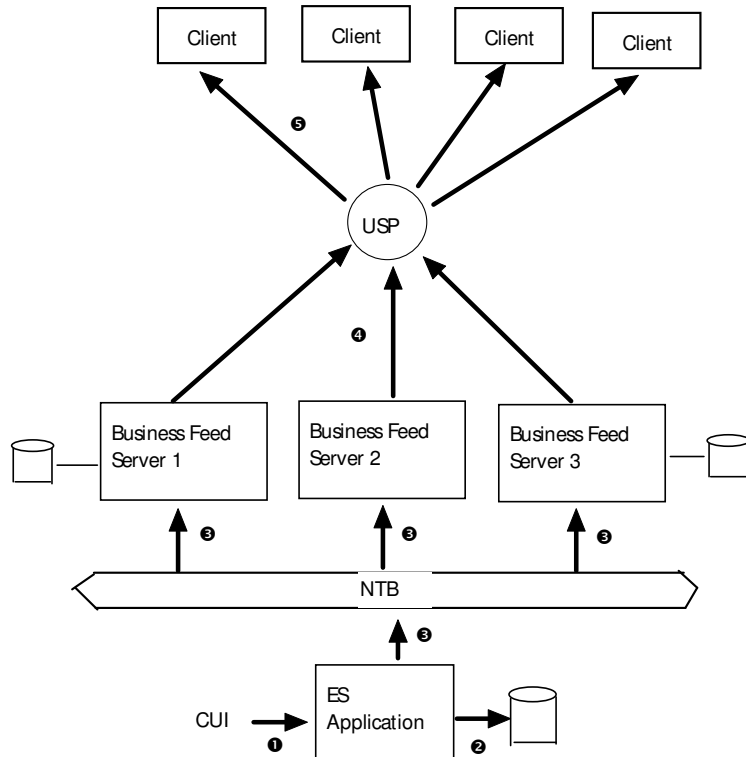 Client
Client
Client
Client
❺
USP
❹
Business Feed
Server 1
Business Feed
Server 2
Business Feed
Server 3
❸
❸
❸
NTB
❸
ES
Application
CUI
❶
❷